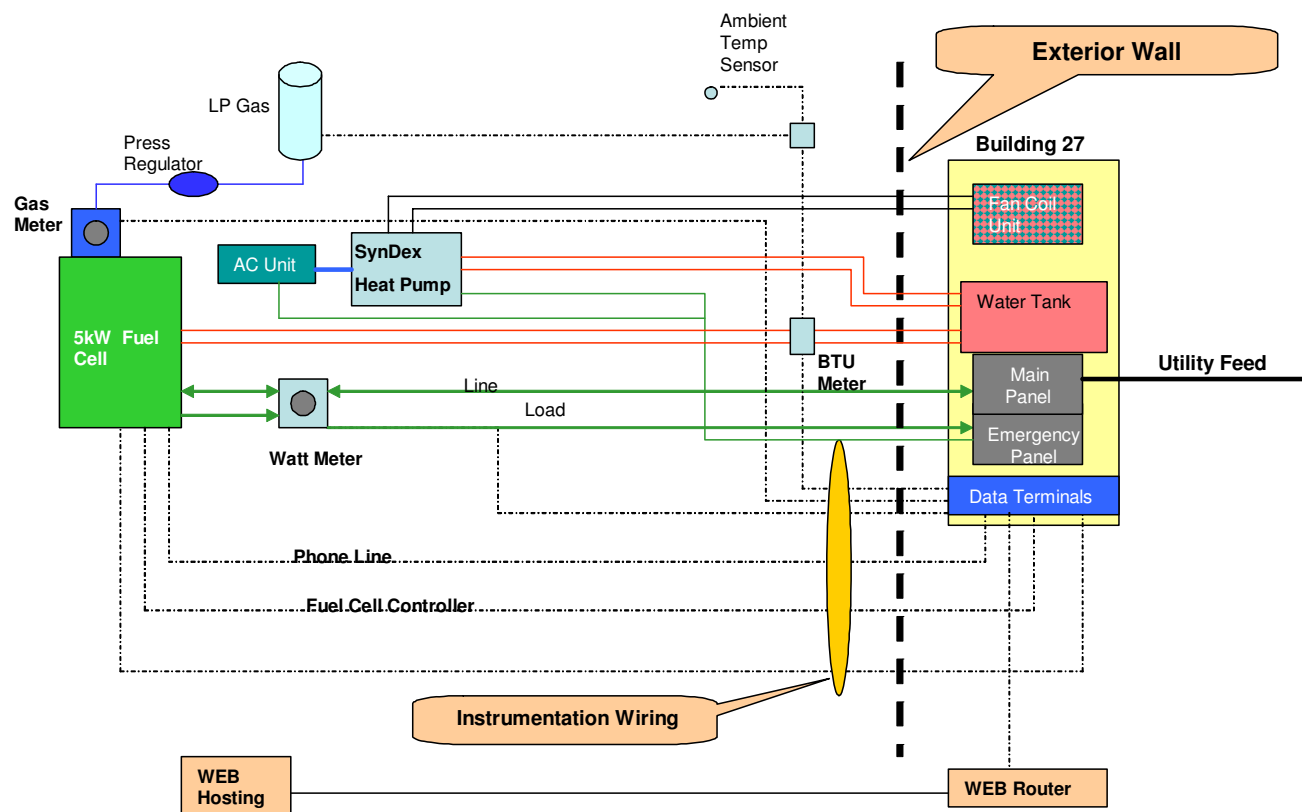 Ambient
Temp
Sensor
Exterior Wall
LP Gas
Press
Regulator
Building 27
Gas
Meter
Fan Coil
Unit
SynDex
Heat Pump
AC Unit
Water Tank
5kW Fuel
Cell
BTU
Meter
Utility Feed
Line
Main
Panel
Load
Emergency
Panel
Watt Meter
Data Terminals
Phone Line
Fuel Cell Controller
Instrumentation Wiring
WEB
Hosting
WEB Router